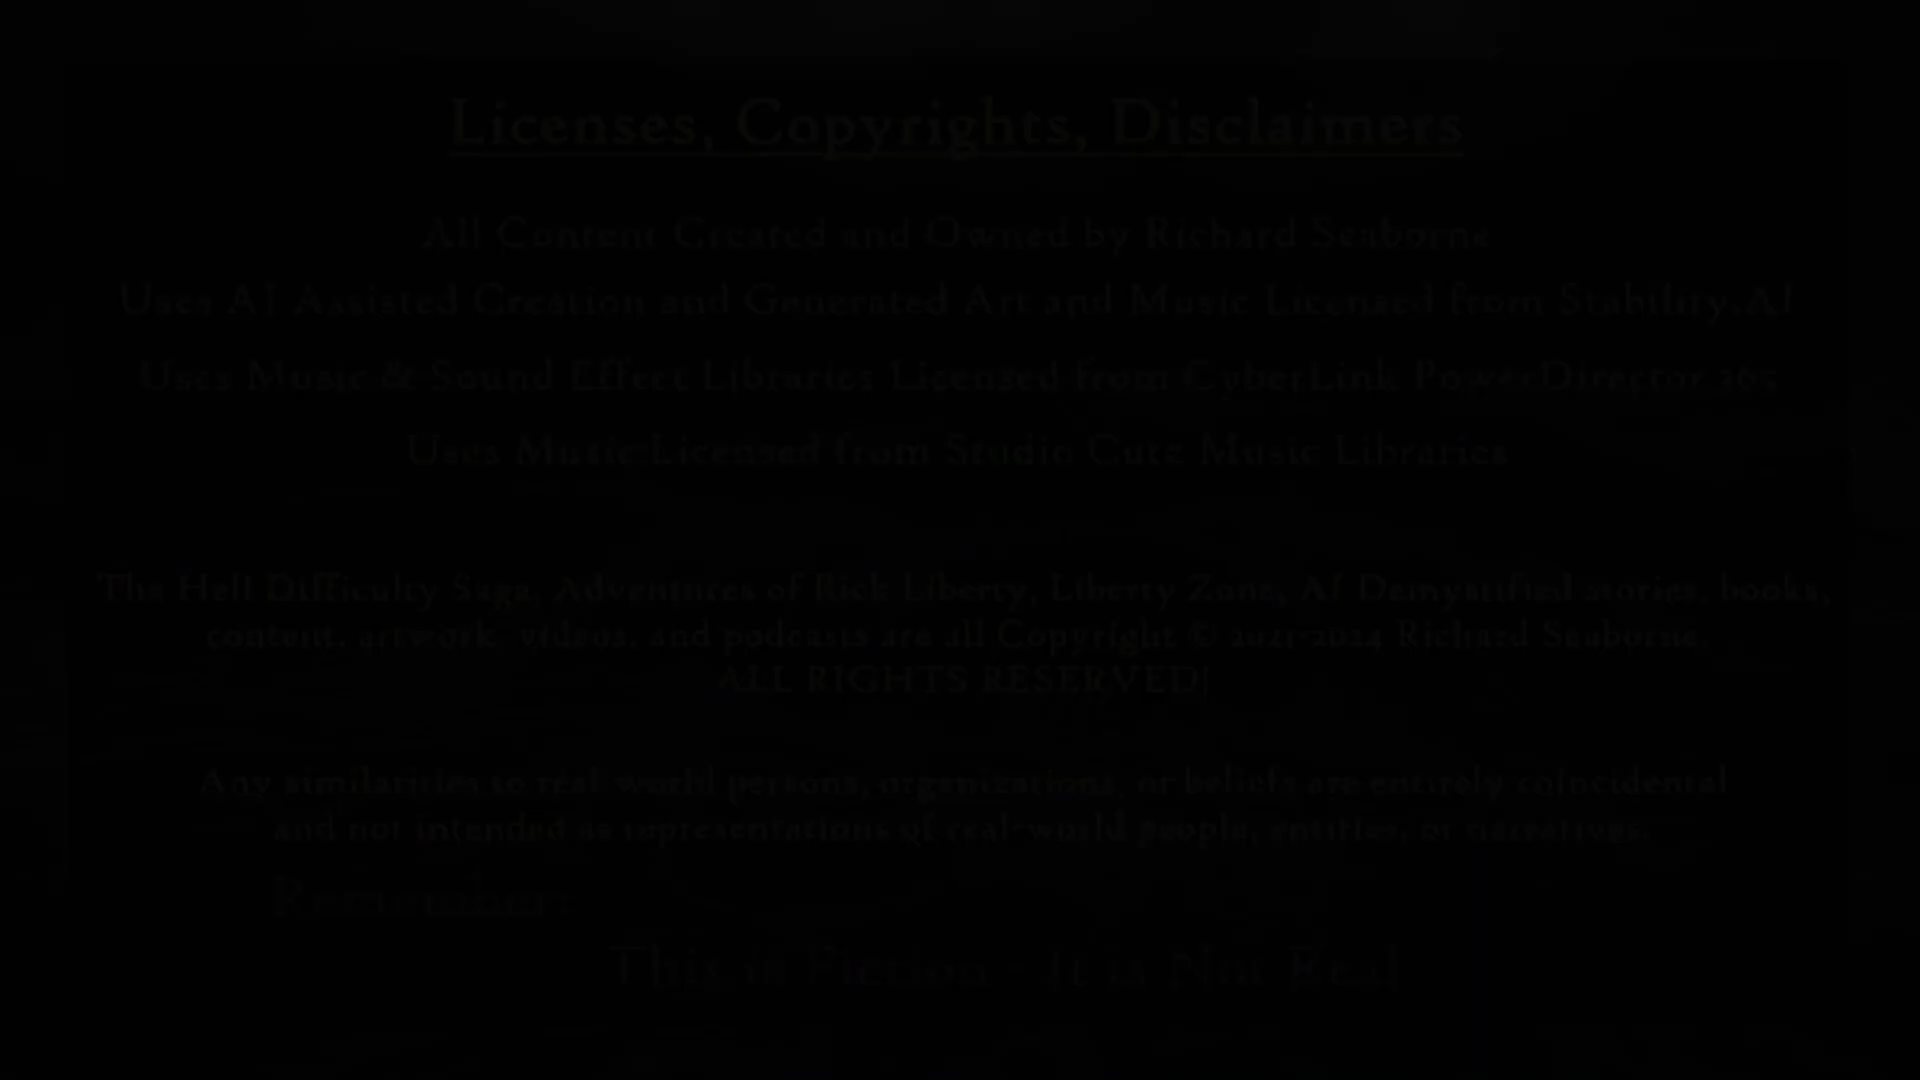 Licenses, Copyrights, Disclaimers
All Content Created and Owned by Richard Seaborne
Uses AI Assisted Creation and Generated Art and Music Licensed from Stability.AI
Uses Music & Sound Effect Libraries Licensed from CyberLink PowerDirector 365
Uses Music Licensed from Studio Cutz Music Libraries
The Hell Difficulty Saga, Adventures of Rick Liberty, Liberty Zone, AI Demystified stories, books,
content, artwork, videos, and podcasts are all Copyright © 2021-2024 Richard Seaborne.
ALL RIGHTS RESERVED!
Any similarities to real world persons, organizations, or beliefs are entirely coincidental
and not intended as representations of real-world people, entities, or narratives.
Remember
This is Fiction - It is Not Real